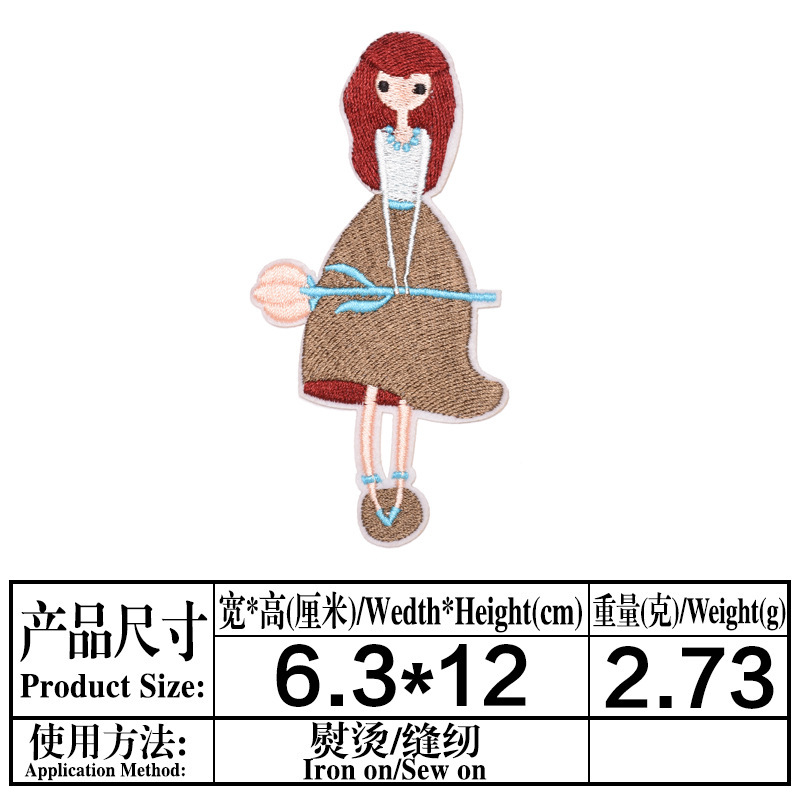 产品尺寸
Product Size:
宽*高(厘米)/Wedth*Height(cm)
重量(克)/Weight(g)
6.3*12
2.73
使用方法:
Application Method:
熨烫/缝纫
Iron on/Sew on